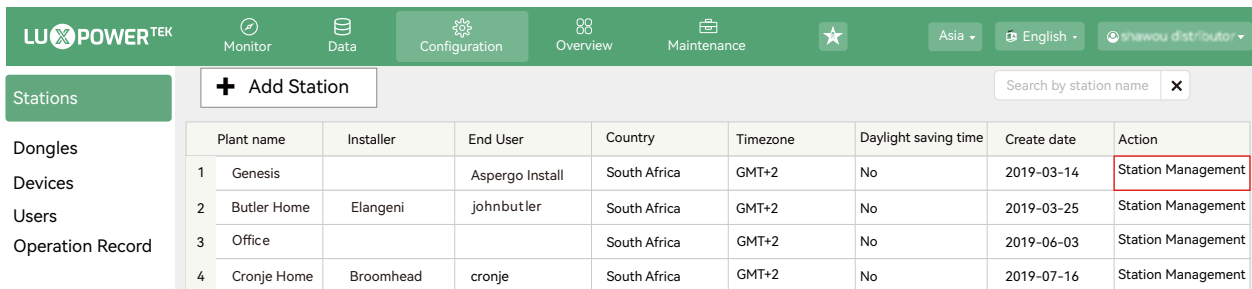 LUXPOWERTEK
Monitor Data Configuration Overview Maintenance Asia English shawou distributor
Stations
Dongles
Devices
Users
Operation Record
Add Station
Search by station name
Plant name Installer End User Country Timezone Daylight saving time Create date Action
1 Genesis Aspergo Install South Africa GMT+2 No 2019-03-14 Station Management
2 Butler Home Elangeni johnbutler South Africa GMT+2 No 2019-03-25 Station Management
3 Office South Africa GMT+2 No 2019-06-03 Station Management
4 Cronje Home Broomhead cronje South Africa GMT+2 No 2019-07-16 Station Management